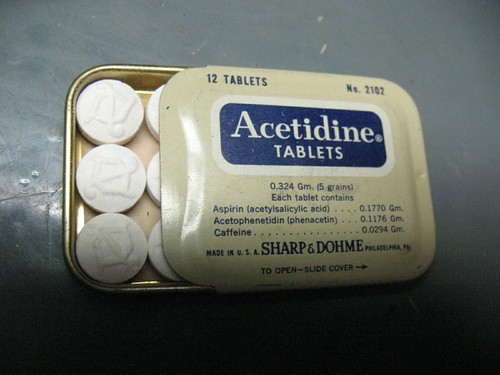 12 TABLETS No. 2102
Acetidine®
TABLETS
0.324 Gm. (5 grains)
Each tablet contains
Aspirin (acetylsalicylic acid) .... 0.1770 Gm.
Acetophenetidin (phenacetin) .... 0.1176 Gm.
Caffeine ................ 0.0294 Gm.
MADE IN U. S. A. SHARP & DOHME PHILADELPHIA, PA.
TO OPEN—SLIDE COVER →